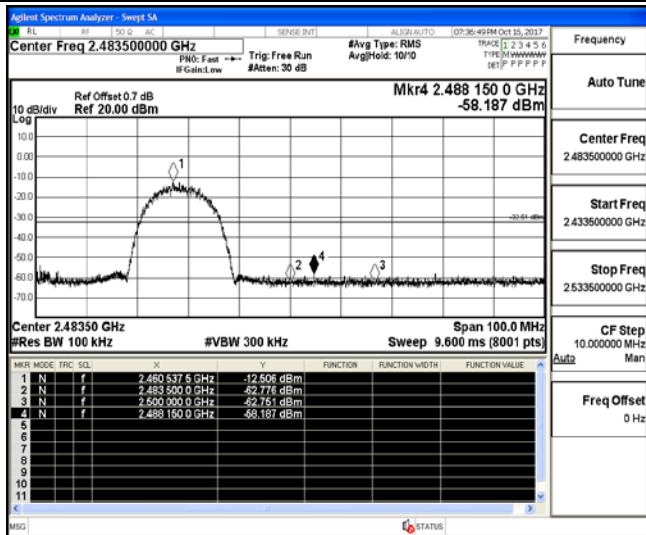 Agilent Spectrum Analyzer - Swept SA
RL RF 50 Ω AC SENSE:INT ALIGN AUTO 07:36:49 PM Oct 15, 2017
Center Freq 2.483500000 GHz
PNO: Fast
IFGain:Low
Trig: Free Run
#Atten: 30 dB
#Avg Type: RMS
Avg|Hold: 10/10
TRACE 1 2 3 4 5 6
TYPE M WWWWW
DET P P P P P P
Ref Offset 0.7 dB
Ref 20.00 dBm
Mkr4 2.488 150 0 GHz
-58.187 dBm
10 dB/div
Log
10.0
0.00
-10.0
-20.0
-30.0
-40.0
-50.0
-60.0
-70.0
1
2
4
3
-32.51 dBm
Center 2.48350 GHz
Span 100.0 MHz
#Res BW 100 kHz
#VBW 300 kHz
Sweep 9.600 ms (8001 pts)
MKR MODE TRC SCL X Y FUNCTION FUNCTION WIDTH FUNCTION VALUE
1 N f 2.460 537 5 GHz -12.506 dBm
2 N f 2.483 500 0 GHz -62.776 dBm
3 N f 2.500 000 0 GHz -62.751 dBm
4 N f 2.488 150 0 GHz -58.187 dBm
5
6
7
8
9
10
11
MSG
STATUS
Frequency
Auto Tune
Center Freq
2.483500000 GHz
Start Freq
2.433500000 GHz
Stop Freq
2.533500000 GHz
CF Step
10.000000 MHz
Auto Man
Freq Offset
0 Hz